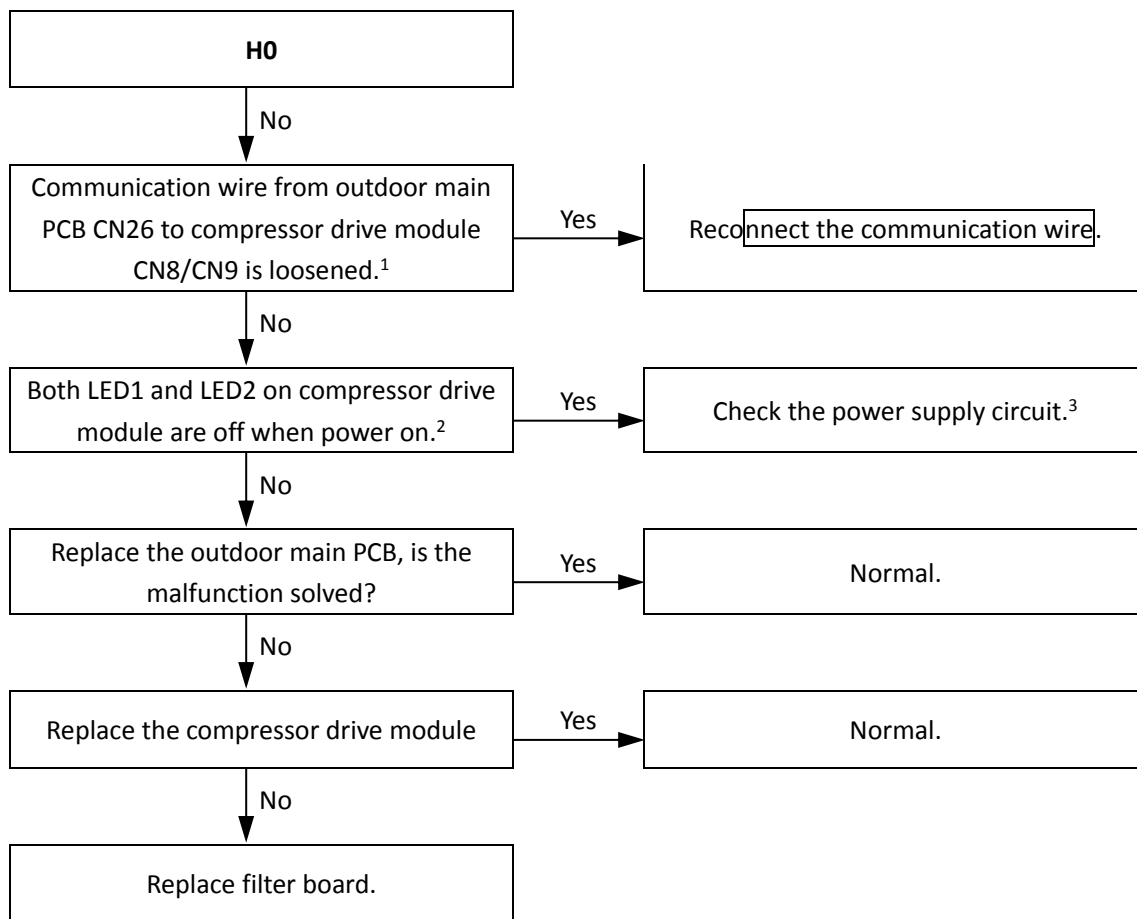 H0
No
Communication wire from outdoor main
PCB CN26 to compressor drive module
CN8/CN9 is loosened.1
Yes
Reconnect the communication wire.
No
Both LED1 and LED2 on compressor drive
module are off when power on.2
Yes
Check the power supply circuit.3
No
Replace the outdoor main PCB, is the
malfunction solved?
Yes
Normal.
No
Replace the compressor drive module
Yes
Normal.
No
Replace filter board.